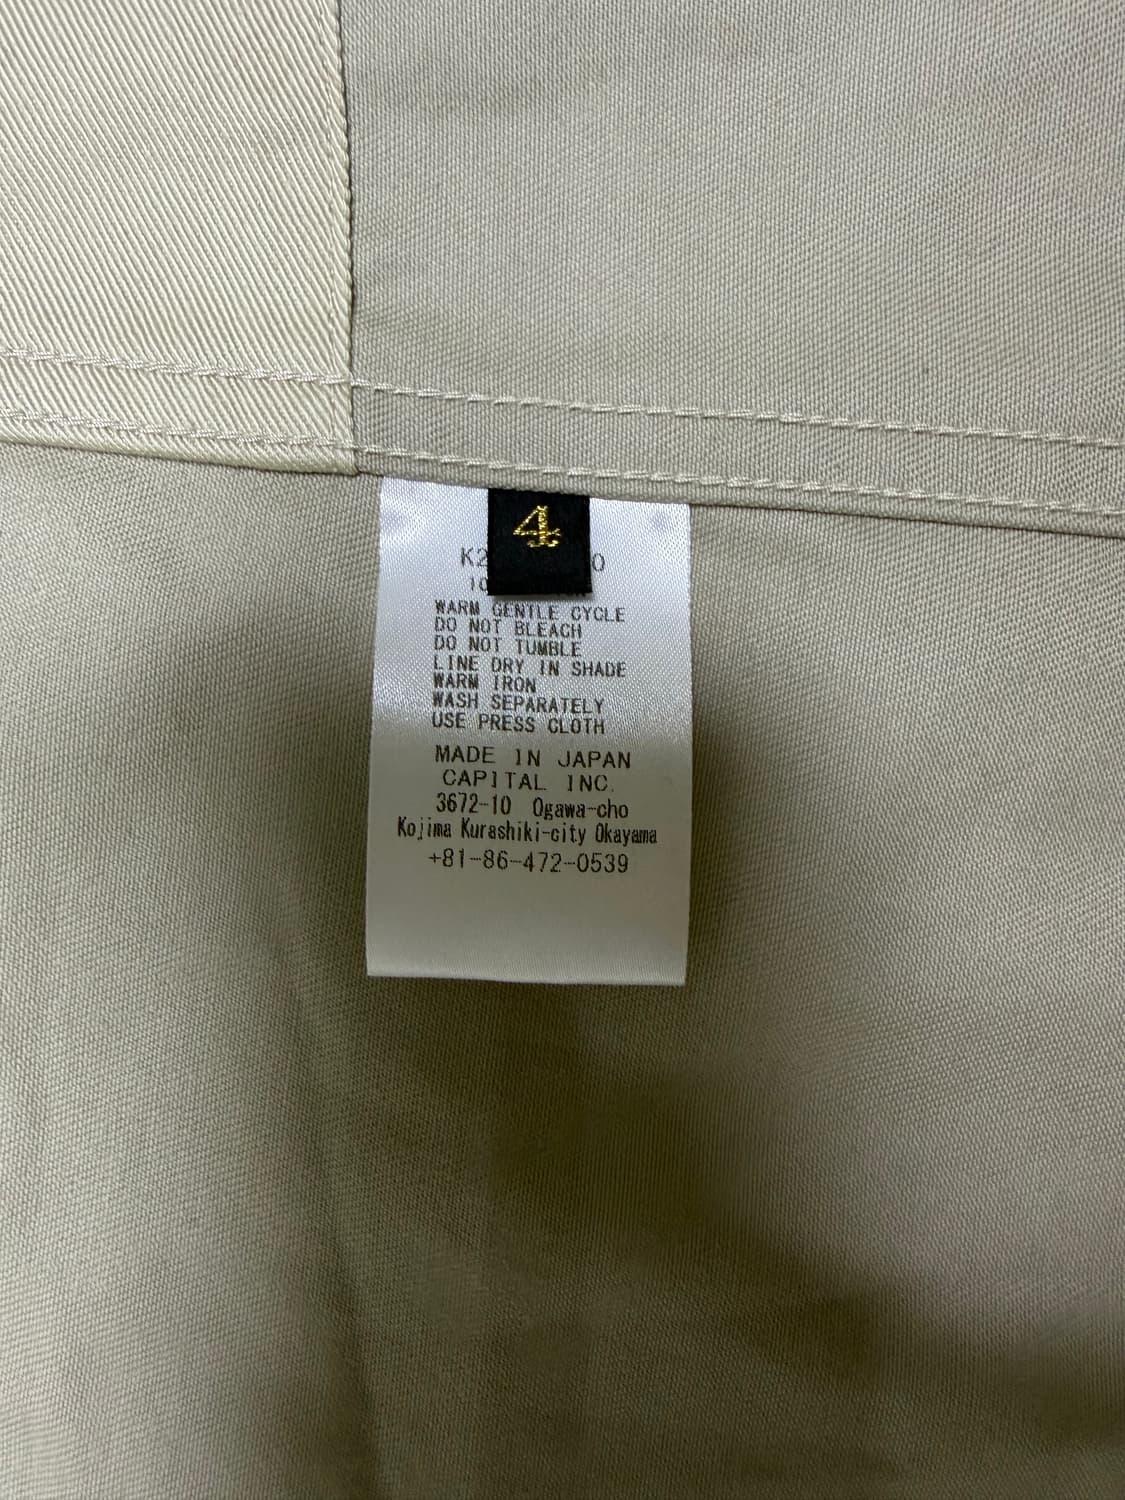 4
WARM GENTLE CYCLE
DO NOT BLEACH
DO NOT TUMBLE
LINE DRY IN SHADE
WARM IRON
WASH SEPARATELY
USE PRESS CLOTH
MADE IN JAPAN
CAPITAL INC.
3672-10 Ogawa-cho
Kojima Kurashiki-city Okayama
+81-86-472-0539